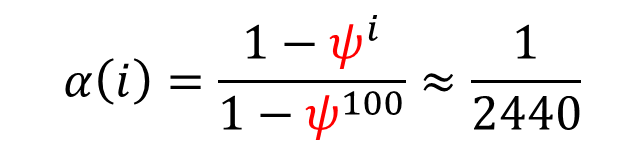 α(i) = (1 − ψ^i) / (1 − ψ^100) ≈ 1 / 2440